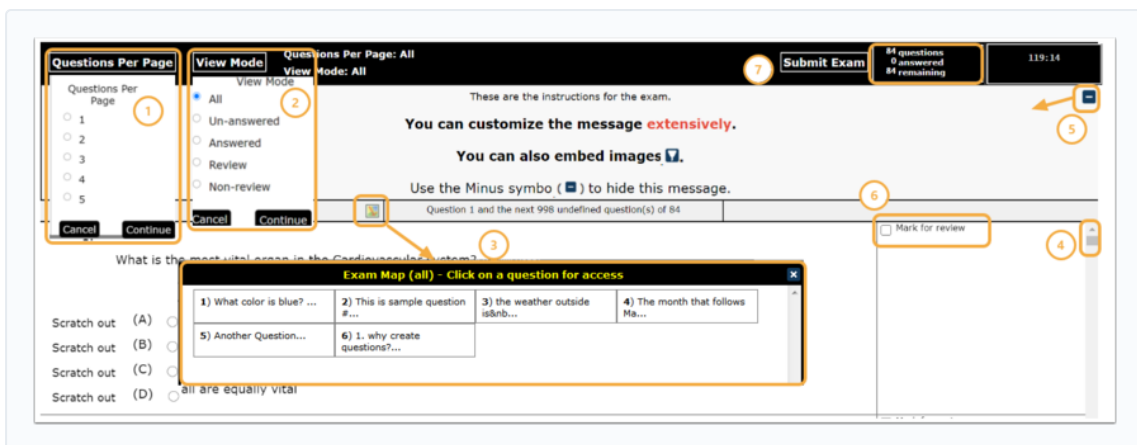 Questions Per Page
View Mode
Questions Per Page: All
View Mode: All
7
Submit Exam
84 questions
0 answered
84 remaining
119:14
Questions Per
Page
1
1
2
3
4
5
Cancel
Continue
View Mode
2
All
Un-answered
Answered
Review
Non-review
Cancel
Continue
These are the instructions for the exam.
You can customize the message extensively.
You can also embed images .
Use the Minus symbo ( ) to hide this message.
5
6
Question 1 and the next 998 undefined question(s) of 84
Mark for review
3
4
What is the most vital organ in the Cardiovascular system?
Exam Map (all) - Click on a question for access
1) What color is blue? ...
2) This is sample question
#...
3) the weather outside
is&nb...
4) The month that follows
Ma...
5) Another Question...
6) 1. why create
questions?...
Scratch out (A)
Scratch out (B)
Scratch out (C)
Scratch out (D) all are equally vital